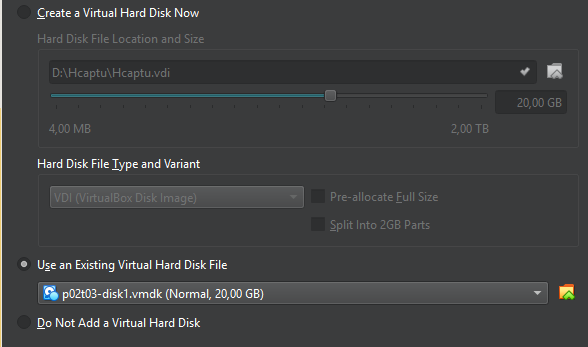 Create a Virtual Hard Disk Now
Hard Disk File Location and Size
D:\Hcaptu\Hcaptu.vdi
20,00 GB
4,00 MB
2,00 TB
Hard Disk File Type and Variant
VDI (VirtualBox Disk Image)
Pre-allocate Full Size
Split Into 2GB Parts
Use an Existing Virtual Hard Disk File
p02t03-disk1.vmdk (Normal, 20,00 GB)
Do Not Add a Virtual Hard Disk